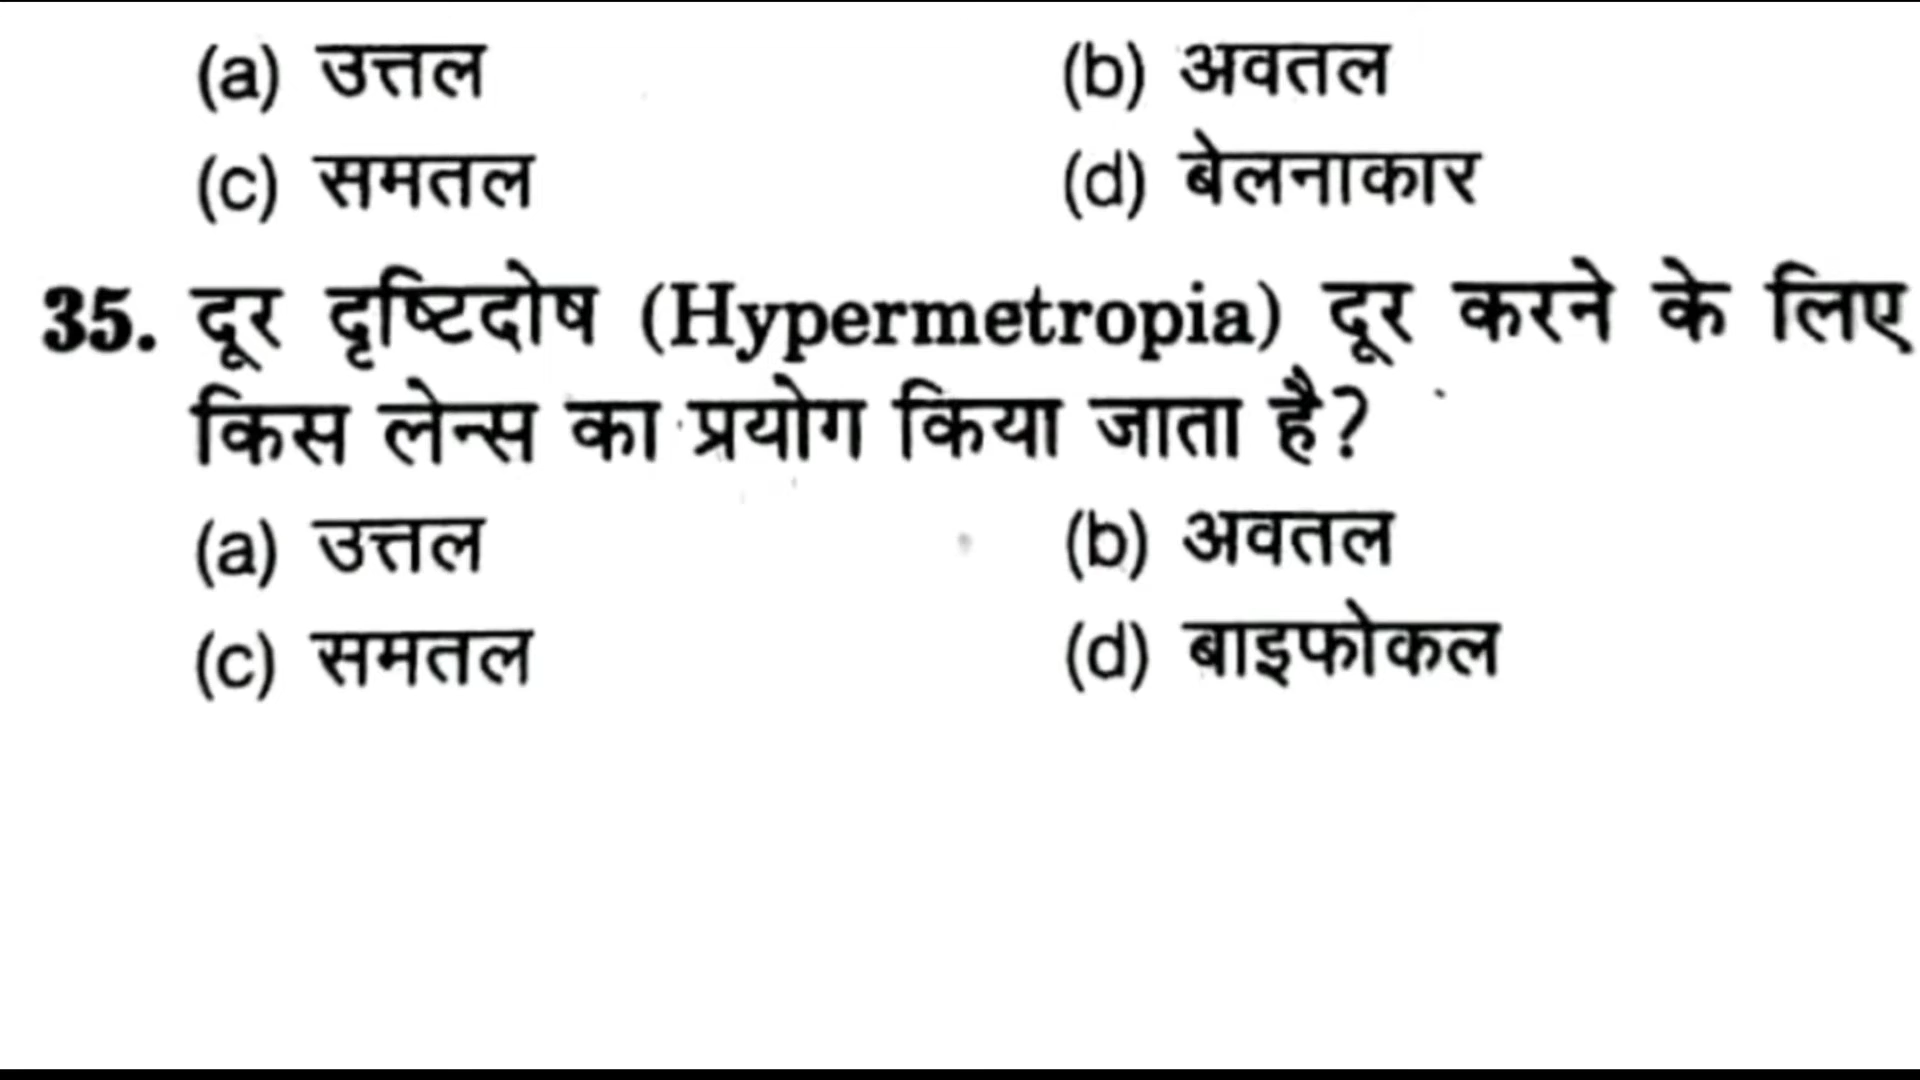 (a) उत्तल (b) अवतल
(c) समतल (d) बेलनाकार
35. दूर दृष्टिदोष (Hypermetropia) दूर करने के लिए
किस लेन्स का प्रयोग किया जाता है?
(a) उत्तल (b) अवतल
(c) समतल (d) बाइफोकल